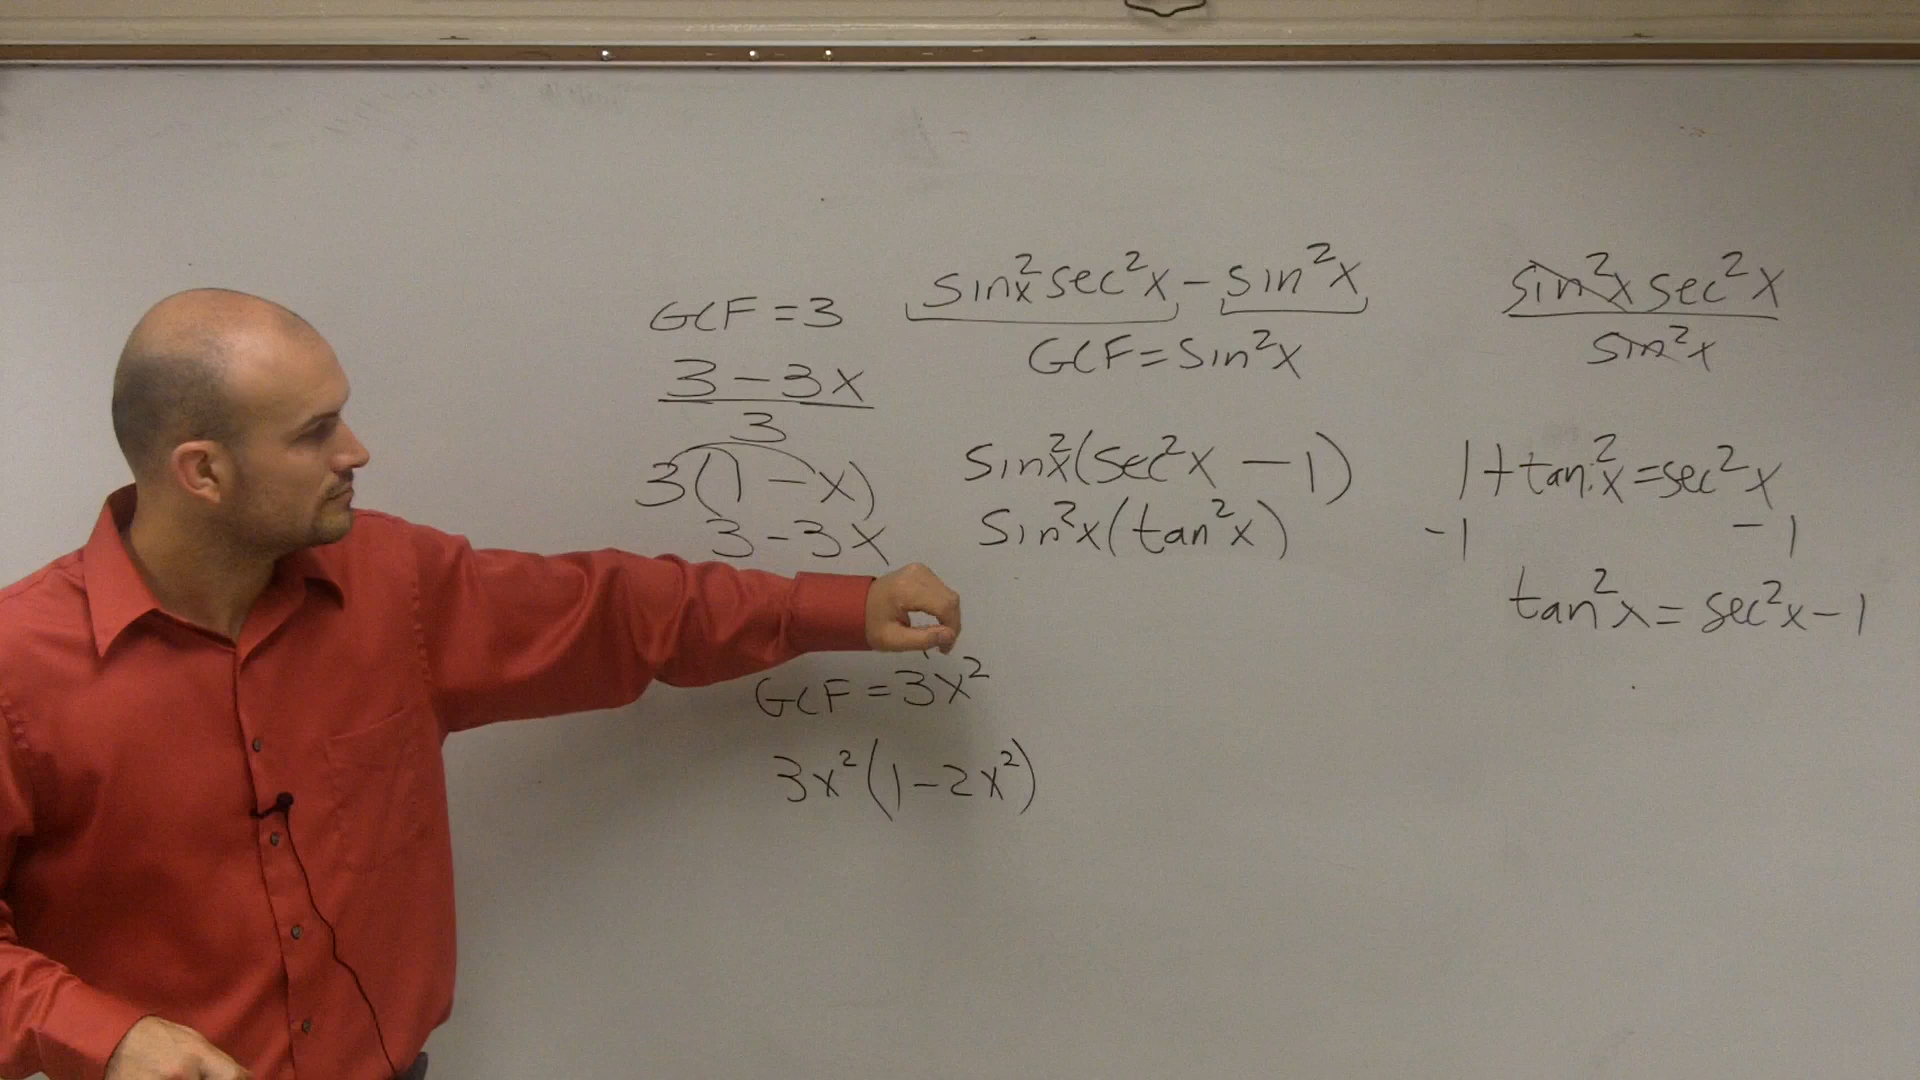 GCF = 3
3 - 3x
3
3(1 - x)
3 - 3x
GCF = 3x²
3x²(1 - 2x²)
sin²x sec²x - sin²x
GCF = sin²x
sin²x(sec²x - 1)
sin²x(tan²x)
sin²x sec²x
sin²x
1 + tan²x = sec²x
-1 -1
tan²x = sec²x - 1